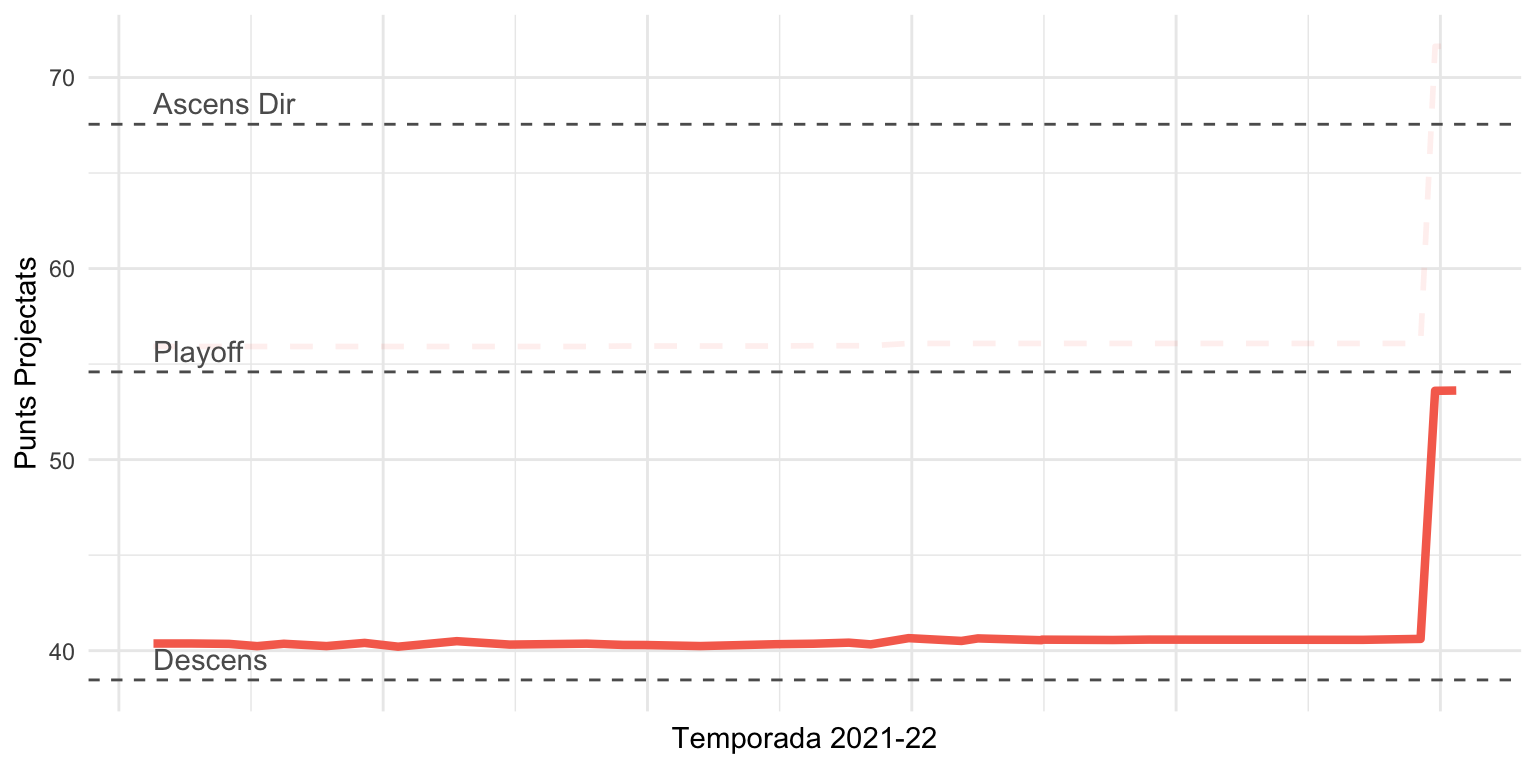 70
Ascens Dir
60
Playoff
Punts Projectats
50
40
Descens
Temporada 2021-22